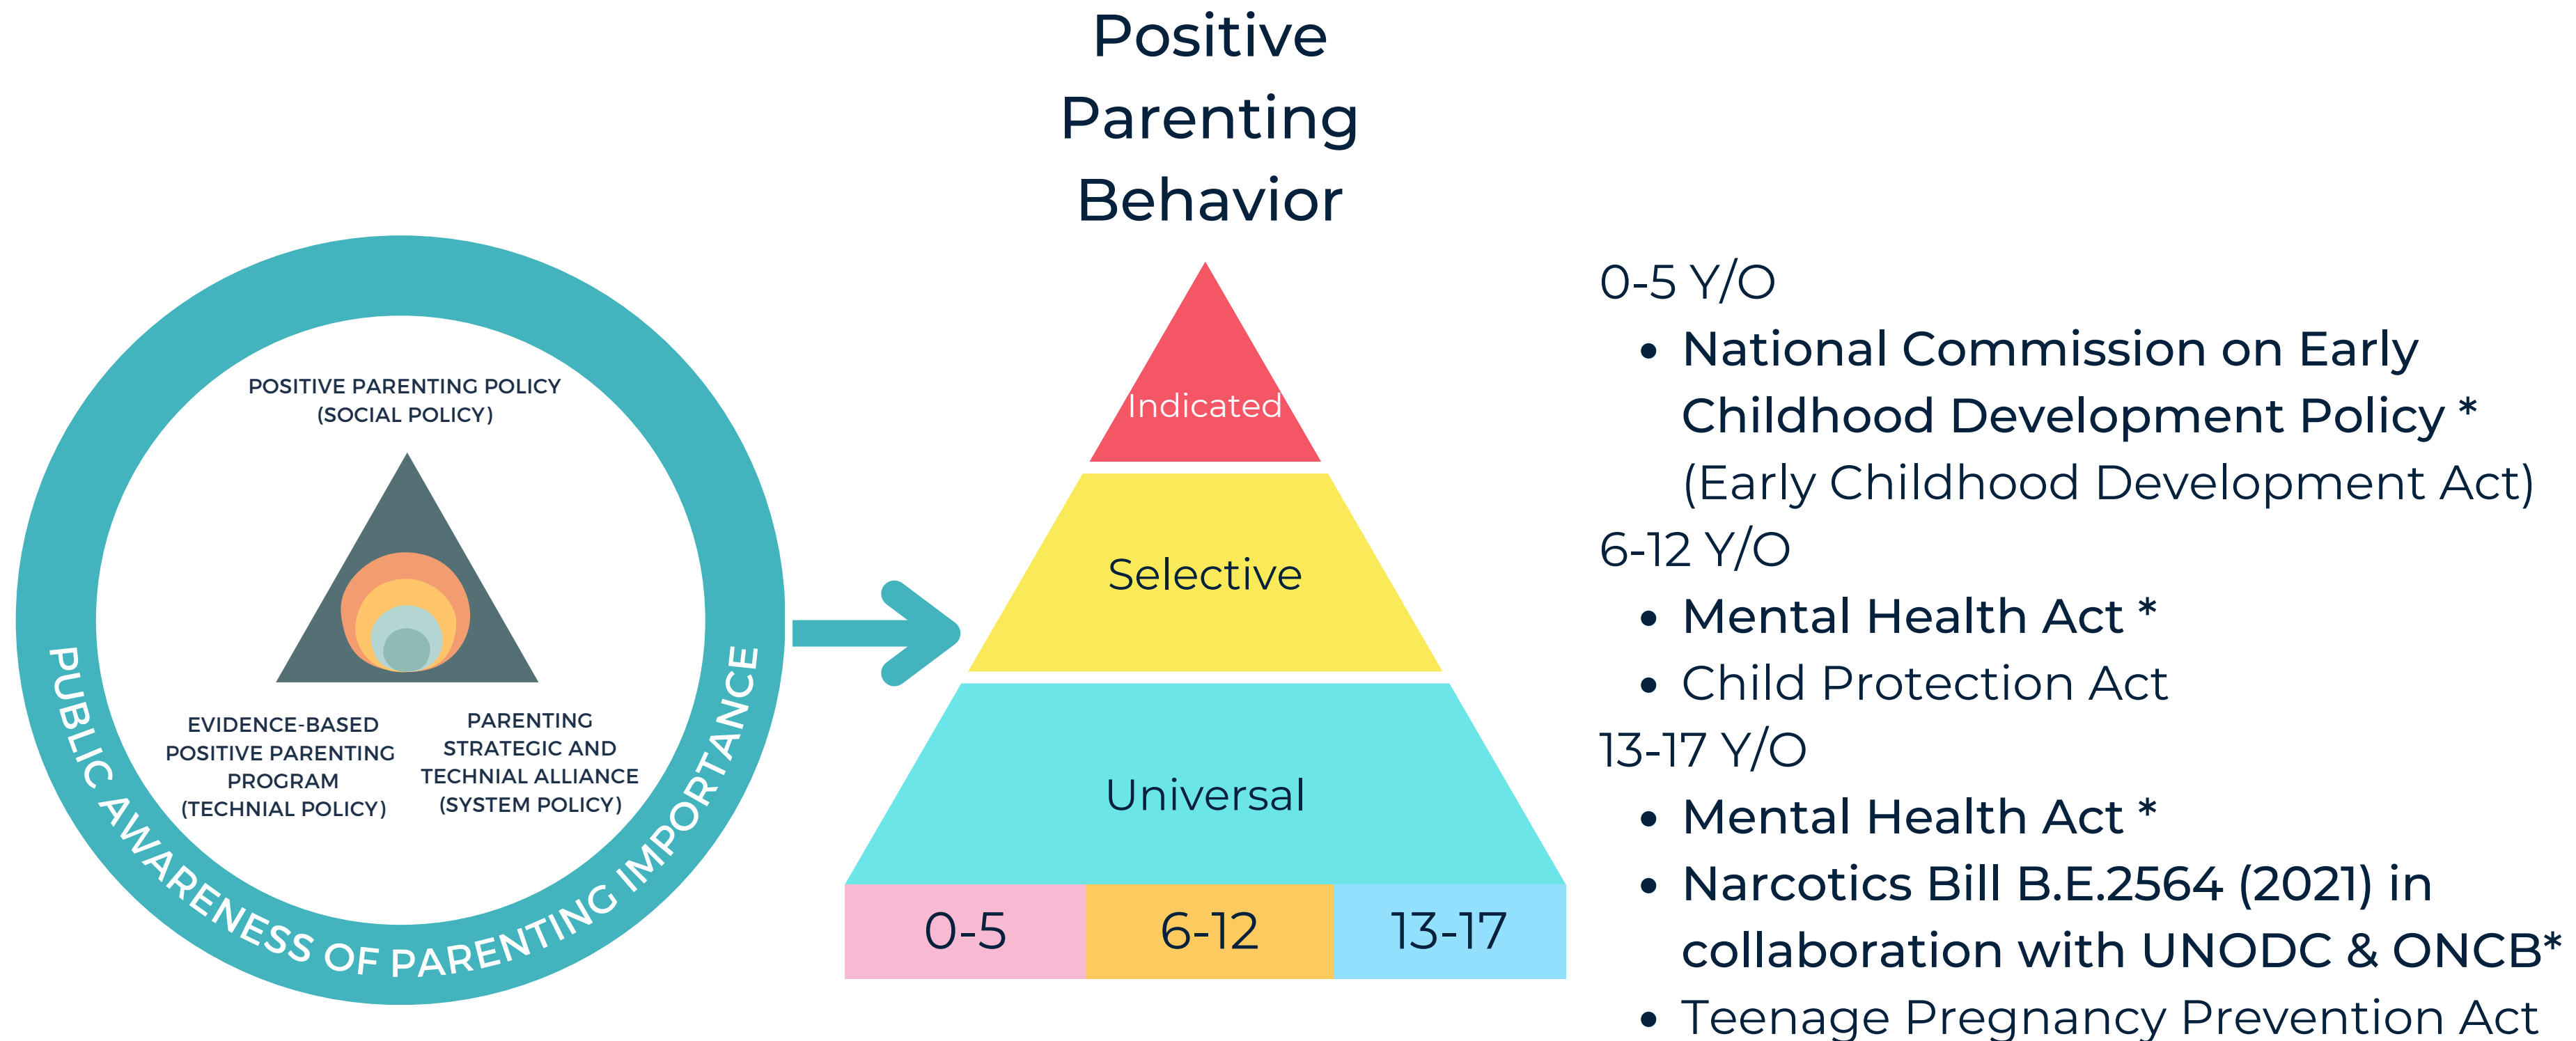 Positive
Parenting
Behavior
POSITIVE PARENTING POLICY
(SOCIAL POLICY)
EVIDENCE-BASED
POSITIVE PARENTING
PROGRAM
(TECHNIAL POLICY)
PARENTING
STRATEGIC AND
TECHNIAL ALLIANCE
(SYSTEM POLICY)
PUBLIC AWARENESS OF PARENTING IMPORTANCE
Indicated
Selective
Universal
0-5
6-12
13-17
0-5 Y/O
• National Commission on Early
Childhood Development Policy *
(Early Childhood Development Act)
6-12 Y/O
• Mental Health Act *
• Child Protection Act
13-17 Y/O
• Mental Health Act *
• Narcotics Bill B.E.2564 (2021) in
collaboration with UNODC & ONCB*
• Teenage Pregnancy Prevention Act